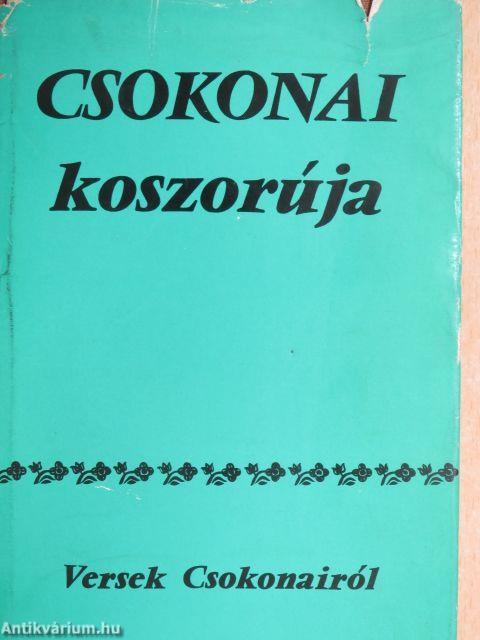 CSOKONAI
koszorúja
Versek Csokonairól
Antikvárium.hu